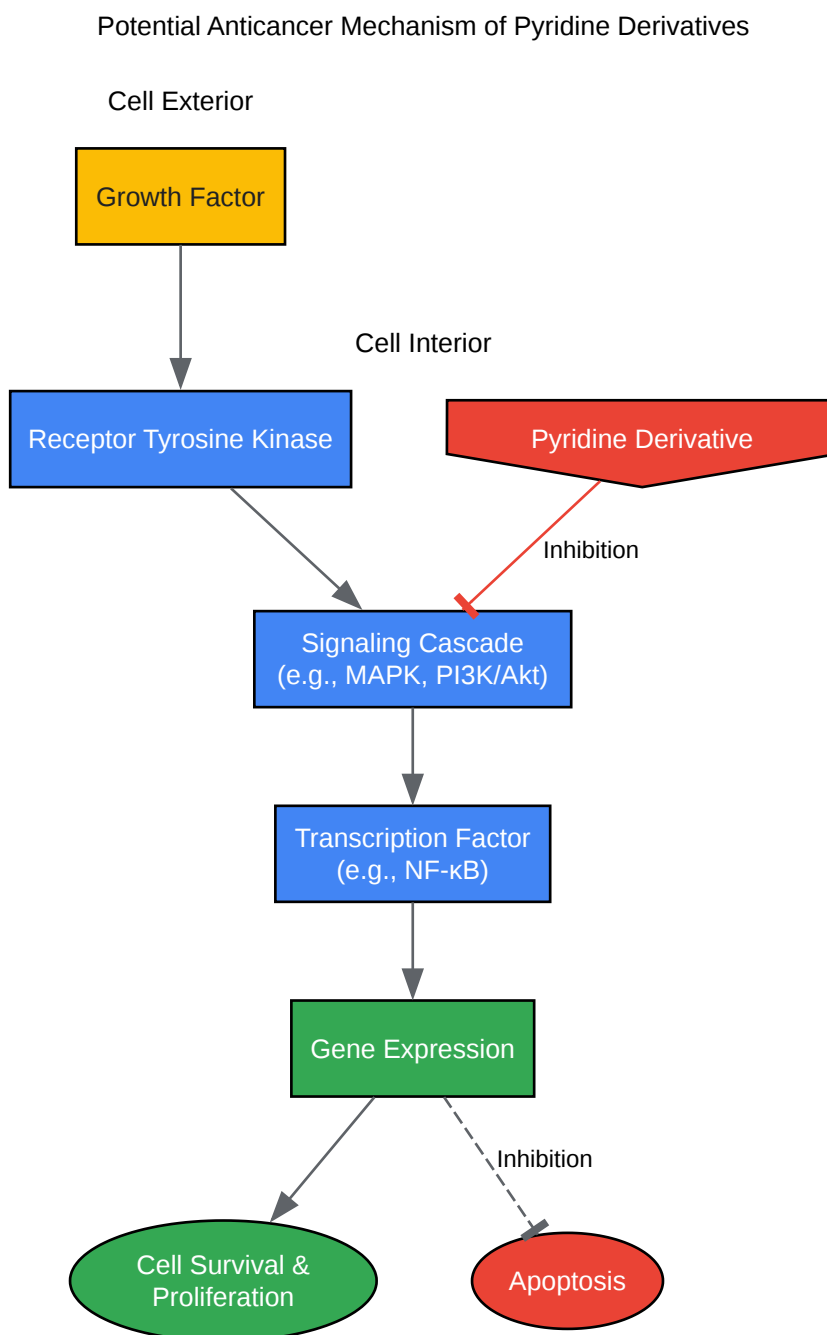 Potential Anticancer Mechanism of Pyridine Derivatives
Cell Exterior
Growth Factor
Cell Interior
Receptor Tyrosine Kinase
Pyridine Derivative
Inhibition
Signaling Cascade
(e.g., MAPK, PI3K/Akt)
Transcription Factor
(e.g., NF-κB)
Gene Expression
Inhibition
Cell Survival &
Proliferation
Apoptosis